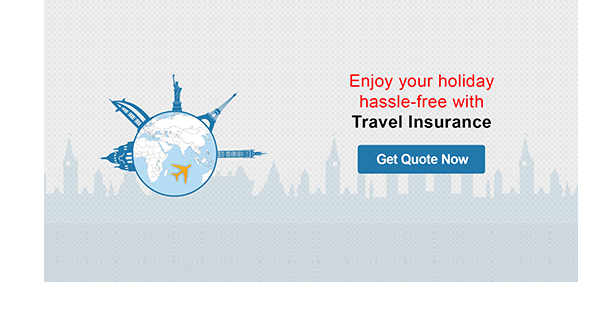 Enjoy your holiday
hassle-free with
Travel Insurance
Get Quote Now